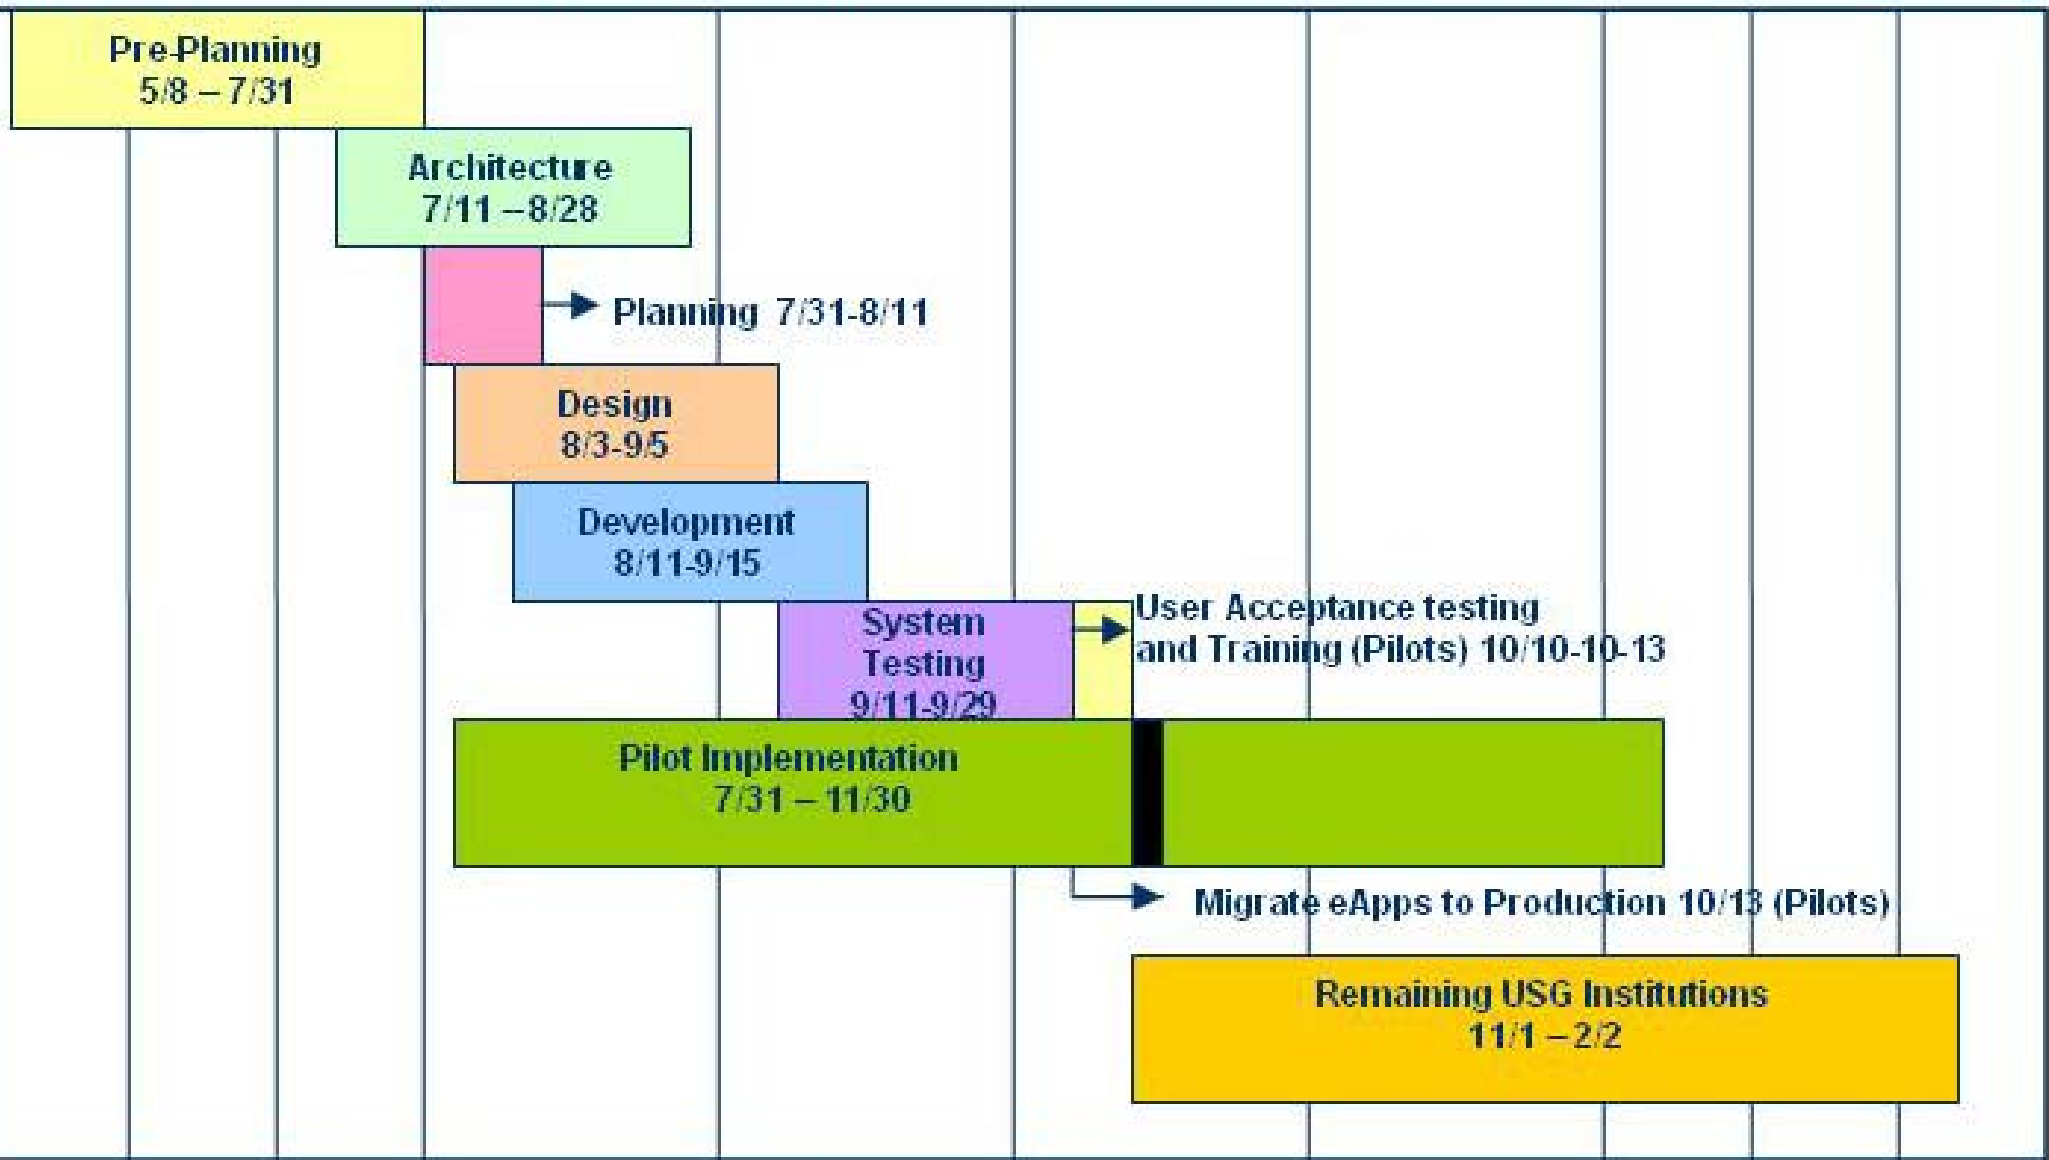 Pre-Planning
5/8 – 7/31
Architecture
7/11 – 8/28
Planning 7/31-8/11
Design
8/3-9/5
Development
8/11-9/15
System
Testing
9/11-9/29
User Acceptance testing
and Training (Pilots) 10/10-10-13
Pilot Implementation
7/31 – 11/30
Migrate eApps to Production 10/13 (Pilots)
Remaining USG Institutions
11/1 – 2/2